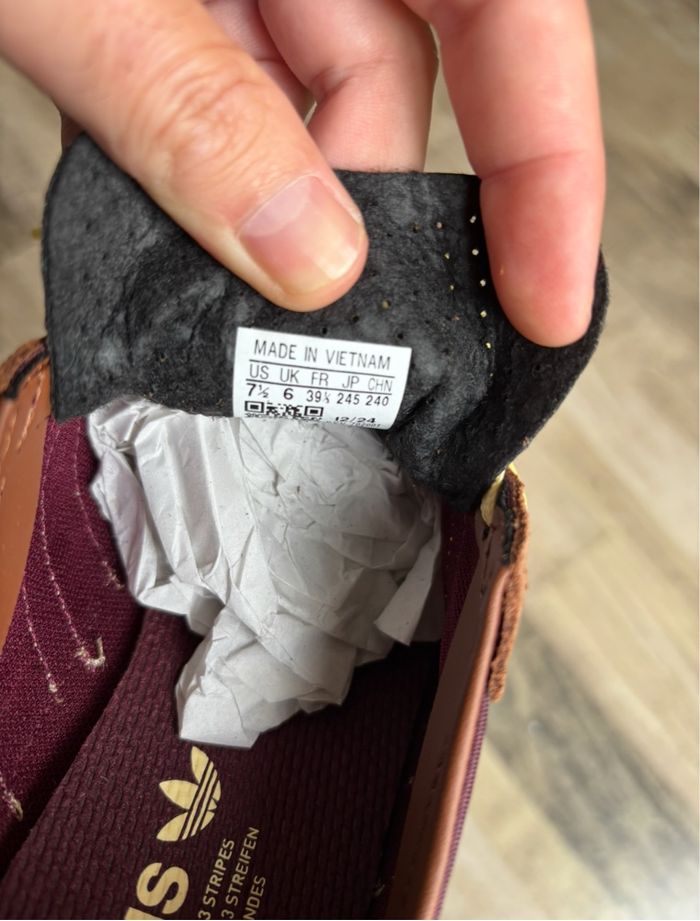 MADE IN VIETNAM
US UK FR JP CHN
7½ 6 39⅓ 245 240
12/24
3 STRIPES
3 STREIFEN